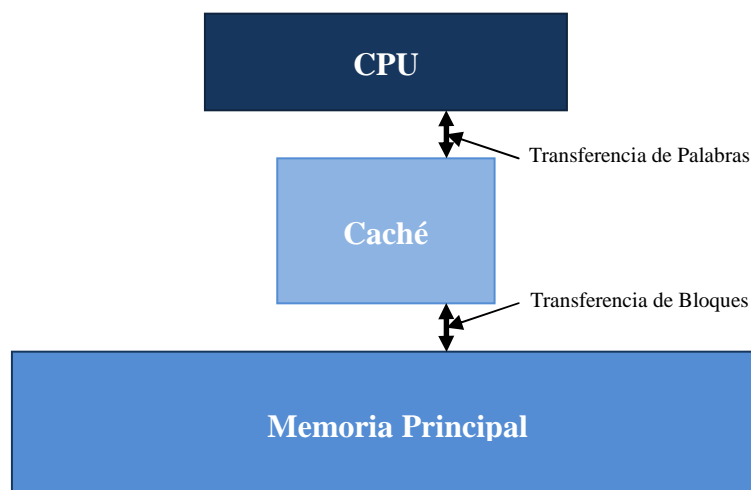 CPU
Transferencia de Palabras
Caché
Transferencia de Bloques
Memoria Principal